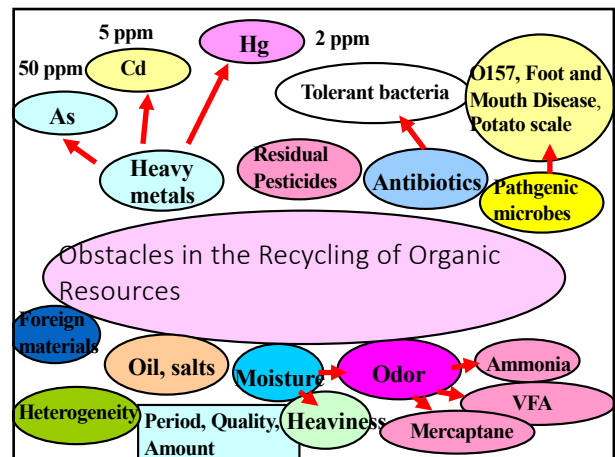 5 ppm
Hg
2 ppm
50 ppm
Cd
As
Tolerant bacteria
O157, Foot and
Mouth Disease,
Potato scale
Heavy
metals
Residual
Pesticides
Antibiotics
Pathgenic
microbes
Obstacles in the Recycling of Organic
Resources
Foreign
materials
Oil, salts
Moisture
Odor
Ammonia
VFA
Mercaptane
Heterogeneity
Period, Quality,
Amount
Heaviness